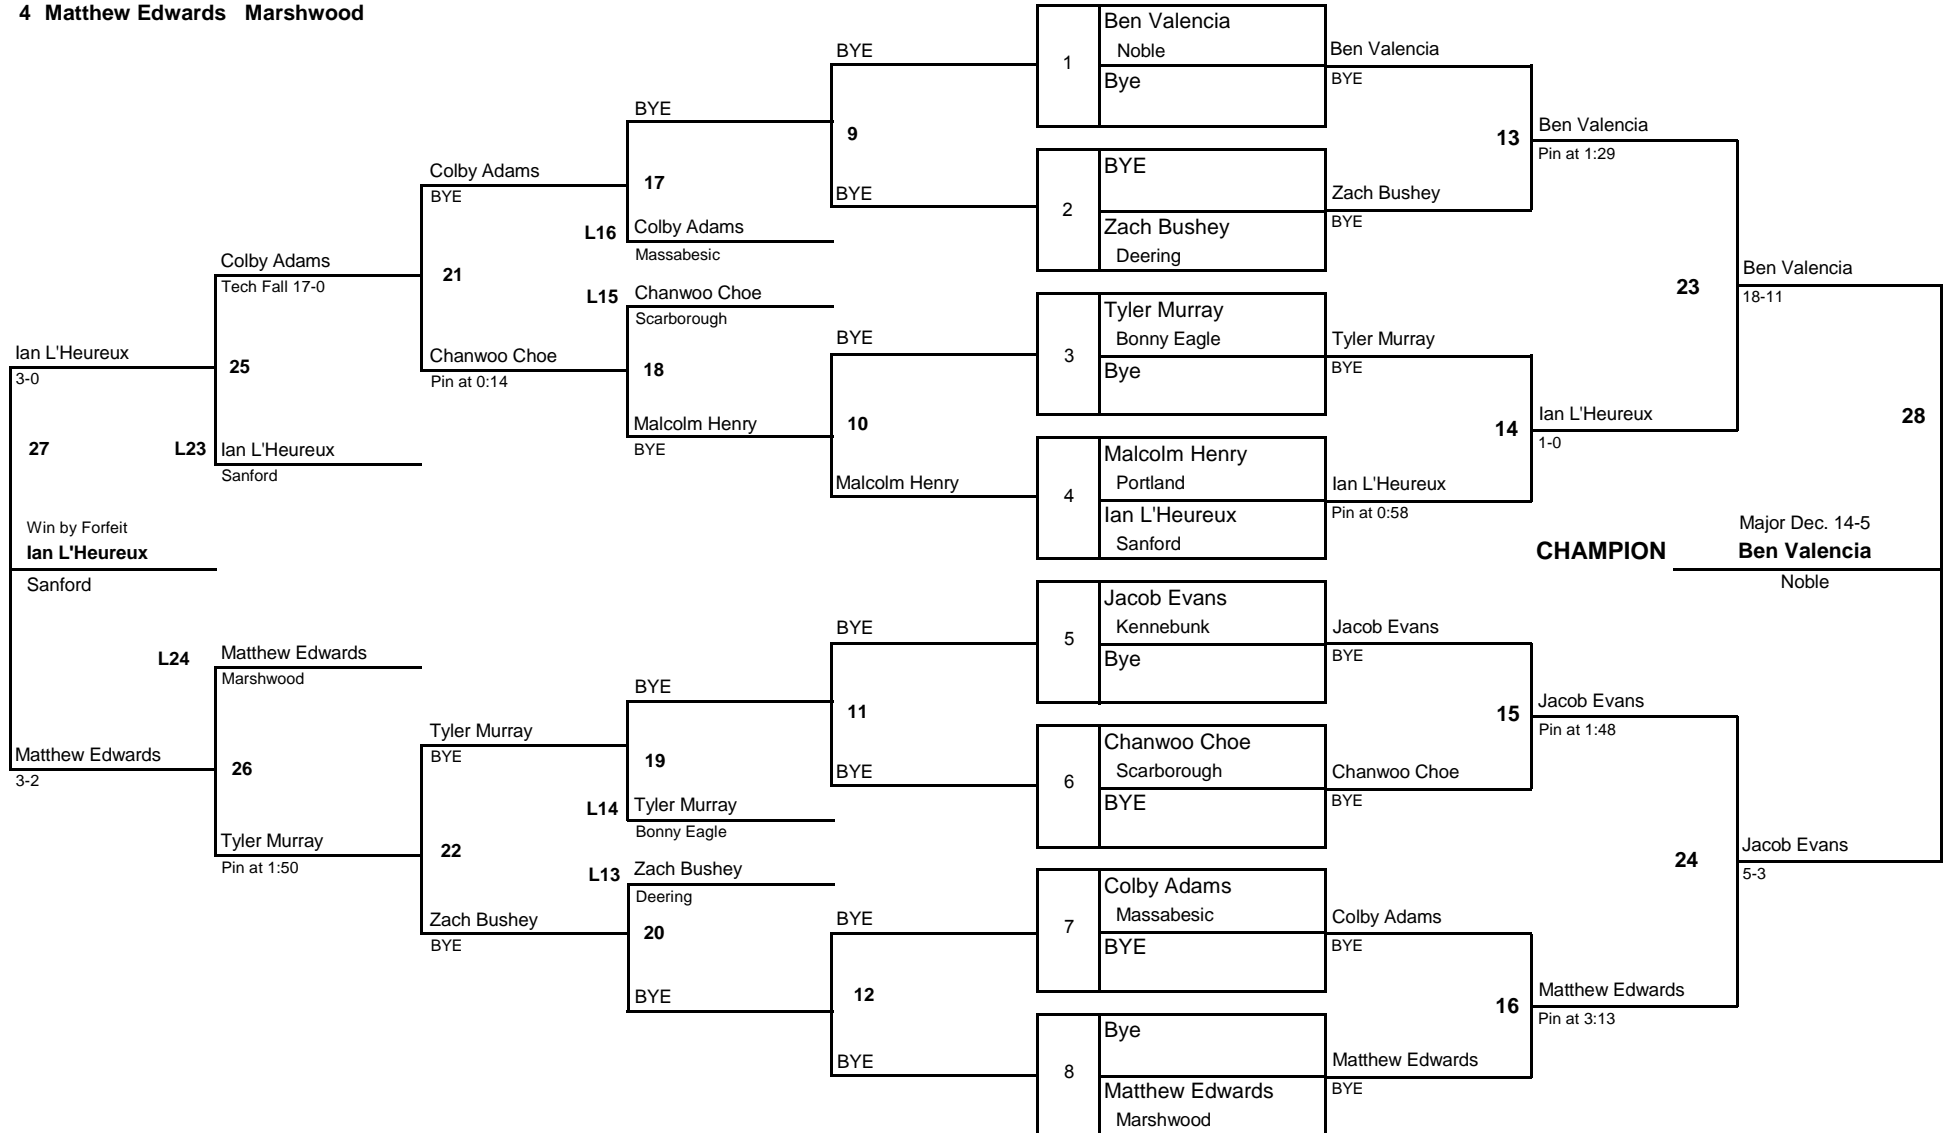 4 Matthew Edwards Marshwood
Ian L'Heureux
3-0
27
Win by Forfeit
Ian L'Heureux
Sanford
Matthew Edwards
3-2
Colby Adams
Tech Fall 17-0
25
L23 Ian L'Heureux
Sanford
L24 Matthew Edwards
Marshwood
26
Tyler Murray
Pin at 1:50
Colby Adams
BYE
21
Chanwoo Choe
Pin at 0:14
Tyler Murray
BYE
22
Zach Bushey
BYE
BYE
17
L16 Colby Adams
Massabesic
L15 Chanwoo Choe
Scarborough
18
Malcolm Henry
BYE
BYE
19
L14 Tyler Murray
Bonny Eagle
L13 Zach Bushey
Deering
20
BYE
BYE
9
BYE
BYE
10
Malcolm Henry
BYE
11
BYE
BYE
12
BYE
1
Ben Valencia
Noble
Bye
2
BYE
Zach Bushey
Deering
3
Tyler Murray
Bonny Eagle
Bye
4
Malcolm Henry
Portland
Ian L'Heureux
Sanford
5
Jacob Evans
Kennebunk
Bye
6
Chanwoo Choe
Scarborough
BYE
7
Colby Adams
Massabesic
BYE
8
Bye
Matthew Edwards
Marshwood
Ben Valencia
BYE
13
Zach Bushey
BYE
Tyler Murray
BYE
14
Ian L'Heureux
Pin at 0:58
Jacob Evans
BYE
15
Chanwoo Choe
BYE
Colby Adams
BYE
16
Matthew Edwards
BYE
Ben Valencia
Pin at 1:29
23
Ian L'Heureux
1-0
Jacob Evans
Pin at 1:48
24
Matthew Edwards
Pin at 3:13
Ben Valencia
18-11
28
Major Dec. 14-5
CHAMPION Ben Valencia
Noble
Jacob Evans
5-3